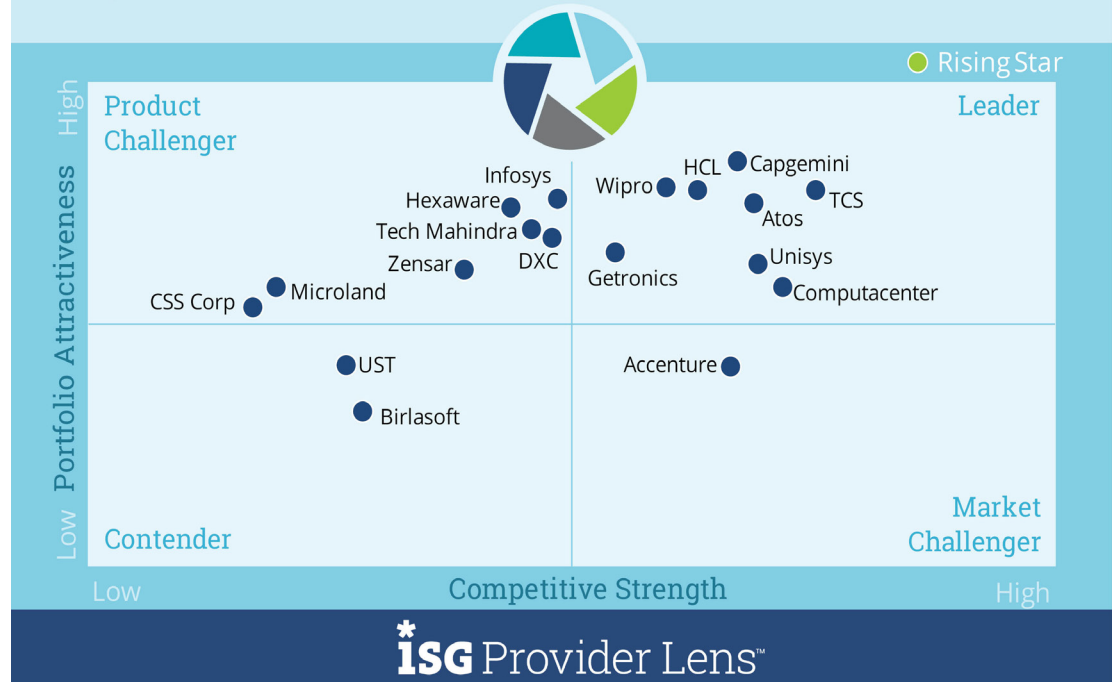 Rising Star
High
Product
Challenger
Leader
Infosys
Hexaware
Tech Mahindra
DXC
Zensar
Microland
CSS Corp
Wipro
HCL
Capgemini
TCS
Atos
Getronics
Unisys
Computacenter
Portfolio Attractiveness
UST
Birlasoft
Accenture
Low
Contender
Market
Challenger
Low
Competitive Strength
High
*ISG Provider Lens™